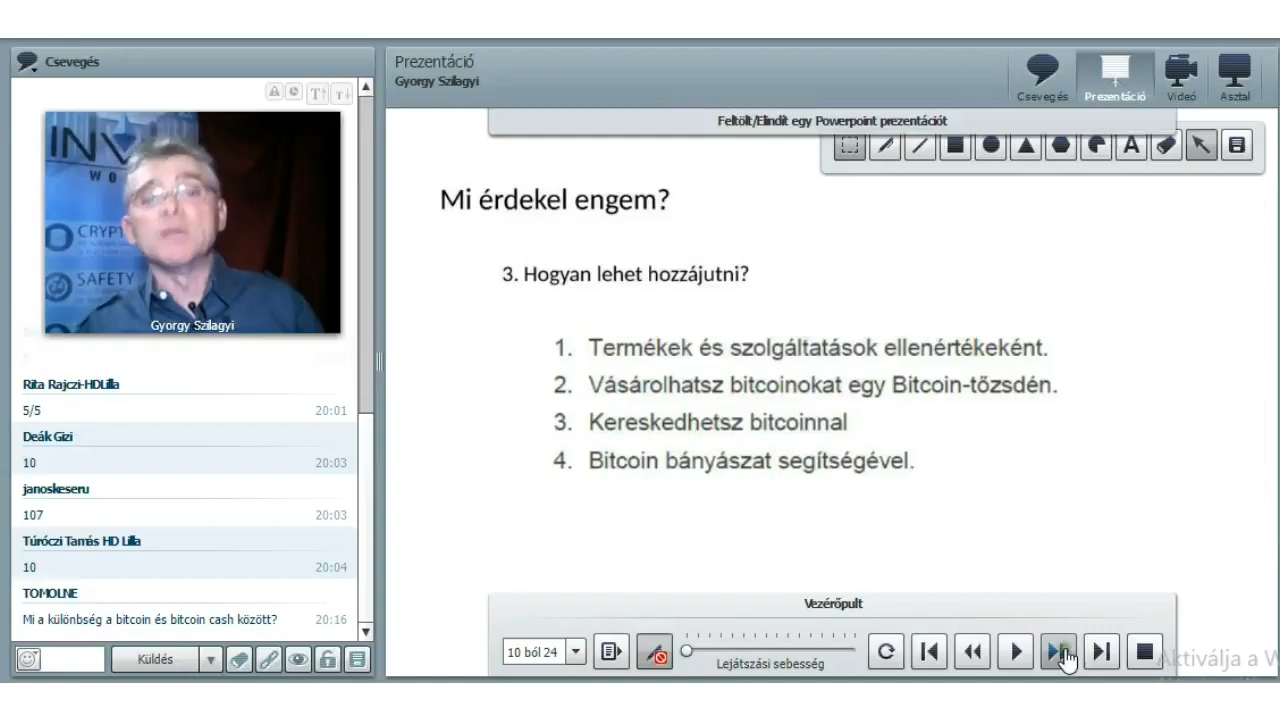 Csevegés
INV
WO
CRYPT
SAFETY
24
Gyorgy Szilagyi
Rita Rajczi-HDLilla
5/5 20:01
Deák Gizi
10 20:03
janoskeseru
107 20:03
Túróczi Tamás HD Lilla
10 20:04
TOMOLNE
Mi a különbség a bitcoin és bitcoin cash között? 20:16
Küldés
Prezentáció
Gyorgy Szilagyi
Csevegés Prezentáció Videó Asztal
Feltölt/Elindít egy Powerpoint prezentációt
Mi érdekel engem?
3. Hogyan lehet hozzájutni?
1. Termékek és szolgáltatások ellenértékeként.
2. Vásárolhatsz bitcoinokat egy Bitcoin-tőzsdén.
3. Kereskedhetsz bitcoinnal
4. Bitcoin bányászat segítségével.
Vezérőpult
10 ból 24
Lejátszási sebesség
Aktiválja a W